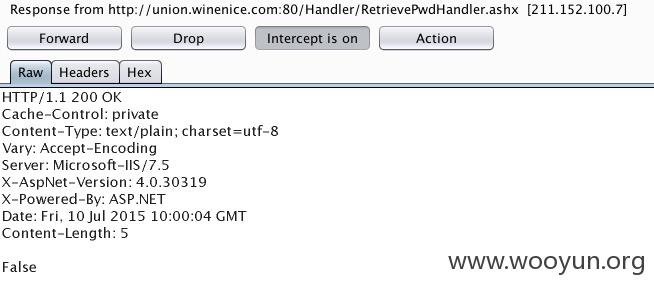 Response from http://union.winenice.com:80/Handler/RetrievePwdHandler.ashx [211.152.100.7]
Forward Drop Intercept is on Action
Raw Headers Hex
HTTP/1.1 200 OK
Cache-Control: private
Content-Type: text/plain; charset=utf-8
Vary: Accept-Encoding
Server: Microsoft-IIS/7.5
X-AspNet-Version: 4.0.30319
X-Powered-By: ASP.NET
Date: Fri, 10 Jul 2015 10:00:04 GMT
Content-Length: 5
False
www.wooyun.org